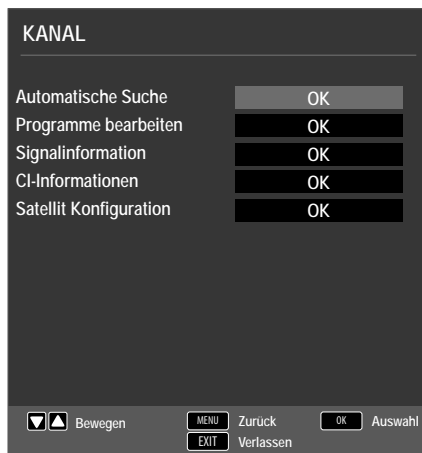 KANAL
Automatische Suche OK
Programme bearbeiten OK
Signalinformation OK
CI-Informationen OK
Satellit Konfiguration OK
Bewegen MENU Zurück OK Auswahl
EXIT Verlassen